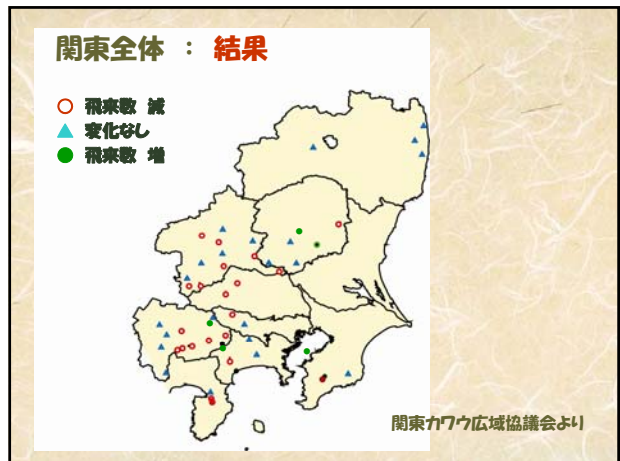 関東全体 : 結果
飛来数 減
変化なし
飛来数 増
関東カワウ広域協議会より